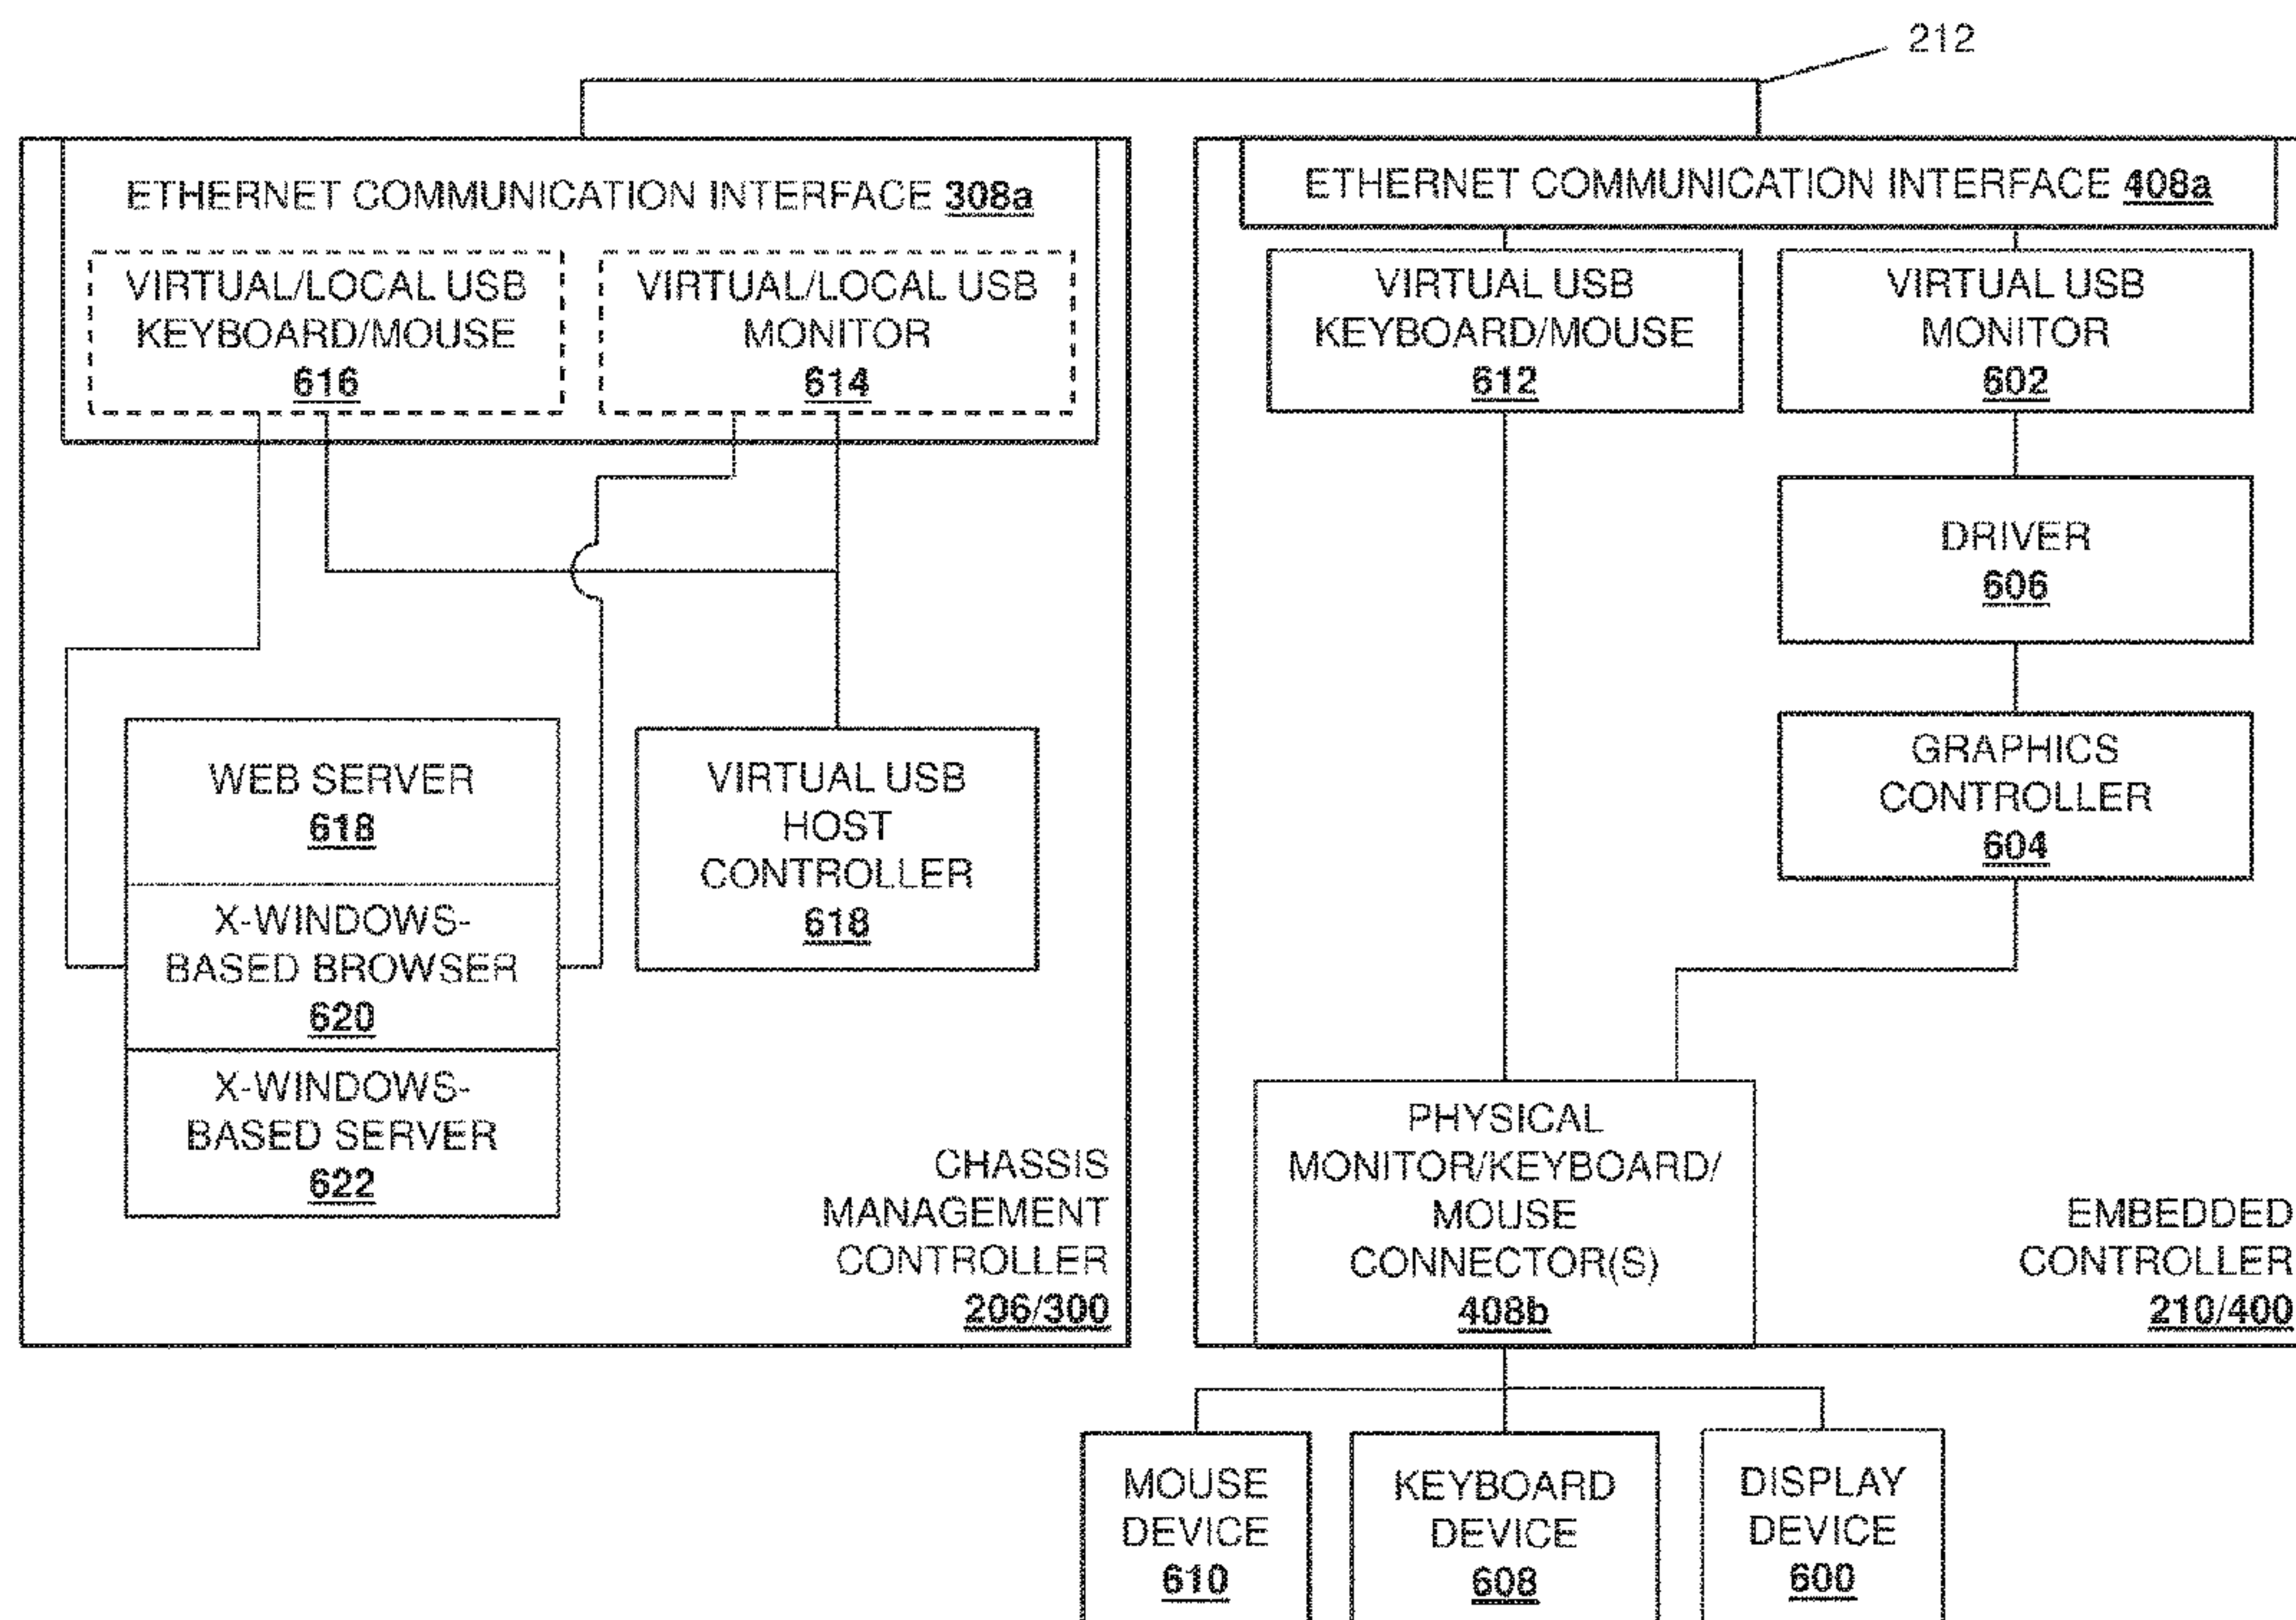 212
ETHERNET COMMUNICATION INTERFACE 308a
VIRTUAL/LOCAL USB
KEYBOARD/MOUSE
616
VIRTUAL/LOCAL USB
MONITOR
614
WEB SERVER
618
X-WINDOWS-
BASED BROWSER
620
X-WINDOWS-
BASED SERVER
622
VIRTUAL USB
HOST
CONTROLLER
618
CHASSIS
MANAGEMENT
CONTROLLER
206/300
ETHERNET COMMUNICATION INTERFACE 408a
VIRTUAL USB
KEYBOARD/MOUSE
612
VIRTUAL USB
MONITOR
602
DRIVER
606
GRAPHICS
CONTROLLER
604
PHYSICAL
MONITOR/KEYBOARD/
MOUSE
CONNECTOR(S)
408b
EMBEDDED
CONTROLLER
210/400
MOUSE
DEVICE
610
KEYBOARD
DEVICE
608
DISPLAY
DEVICE
600